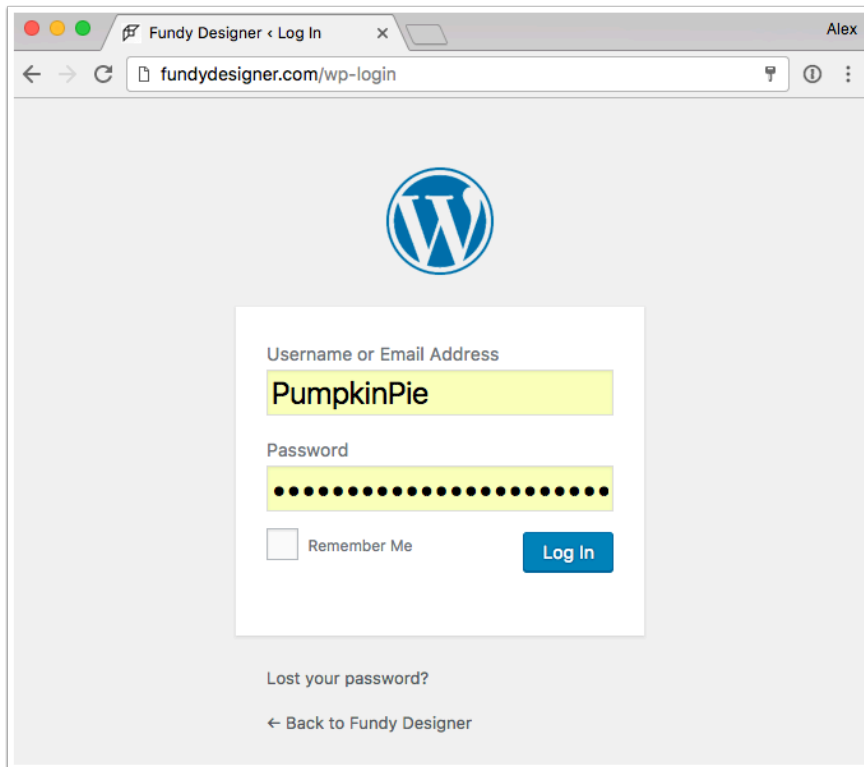 Fundy Designer ‹ Log In
Alex
fundydesigner.com/wp-login
Username or Email Address
PumpkinPie
Password
••••••••••••••••••••••••
Remember Me
Log In
Lost your password?
← Back to Fundy Designer